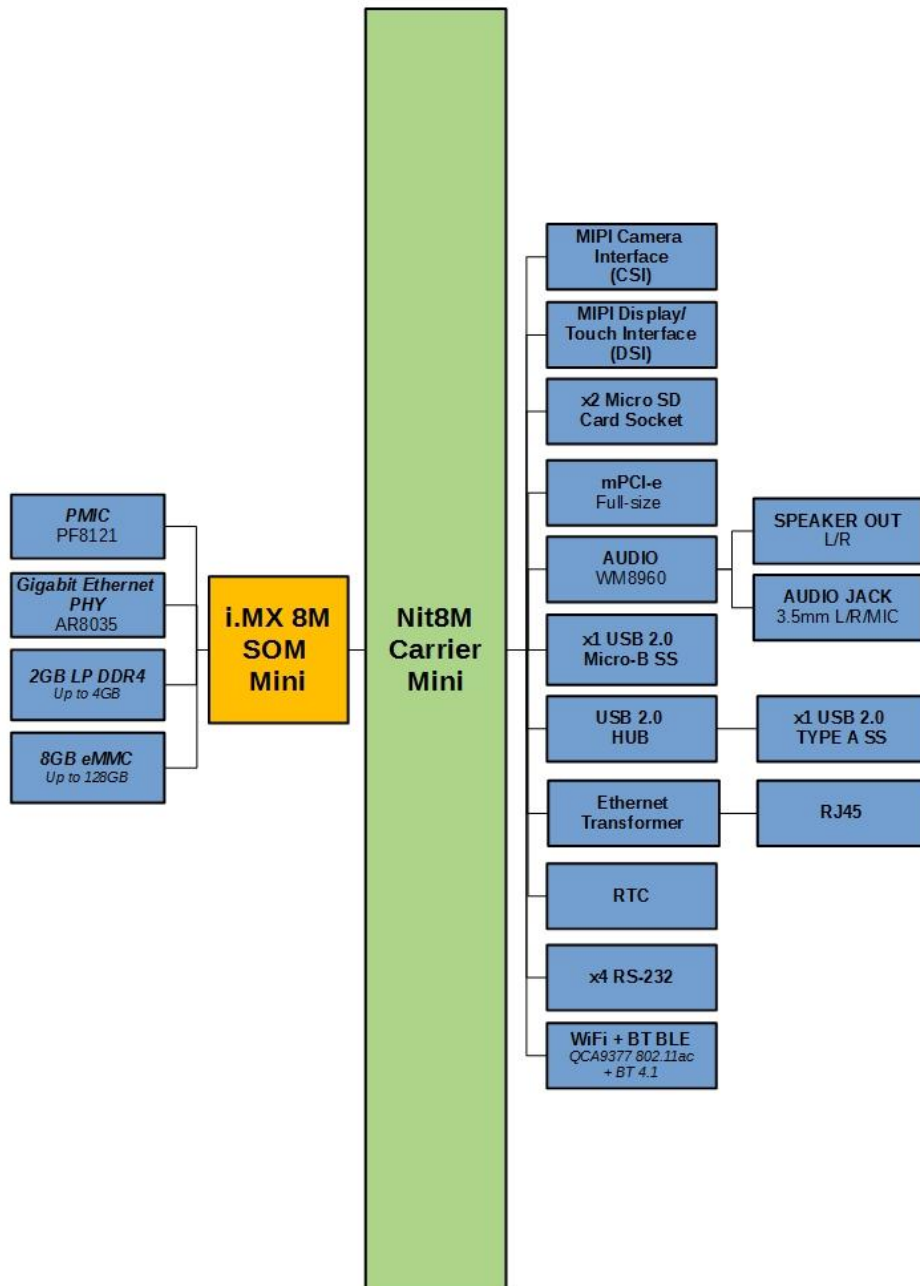 PMIC
PF8121
Gigabit Ethernet
PHY
AR8035
2GB LP DDR4
Up to 4GB
8GB eMMC
Up to 128GB
i.MX 8M
SOM
Mini
Nit8M
Carrier
Mini
MIPI Camera
Interface
(CSI)
MIPI Display/
Touch Interface
(DSI)
x2 Micro SD
Card Socket
mPCI-e
Full-size
AUDIO
WM8960
SPEAKER OUT
L/R
AUDIO JACK
3.5mm L/R/MIC
x1 USB 2.0
Micro-B SS
USB 2.0
HUB
x1 USB 2.0
TYPE A SS
Ethernet
Transformer
RJ45
RTC
x4 RS-232
WiFi + BT BLE
QCA9377 802.11ac
+ BT 4.1